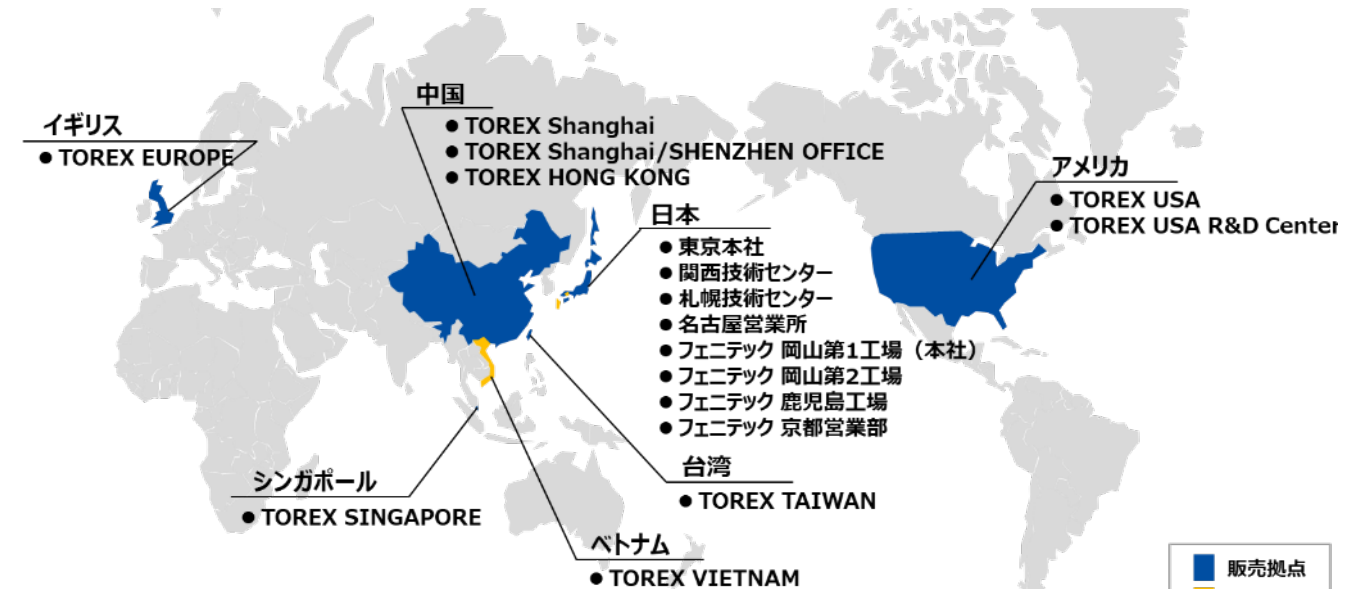 イギリス
● TOREX EUROPE
中国
● TOREX Shanghai
● TOREX Shanghai/SHENZHEN OFFICE
● TOREX HONG KONG
日本
● 東京本社
● 関西技術センター
● 札幌技術センター
● 名古屋営業所
● フェニテック 岡山第1工場（本社）
● フェニテック 岡山第2工場
● フェニテック 鹿児島工場
● フェニテック 京都営業部
アメリカ
● TOREX USA
● TOREX USA R&D Center
台湾
● TOREX TAIWAN
シンガポール
● TOREX SINGAPORE
ベトナム
● TOREX VIETNAM
販売拠点